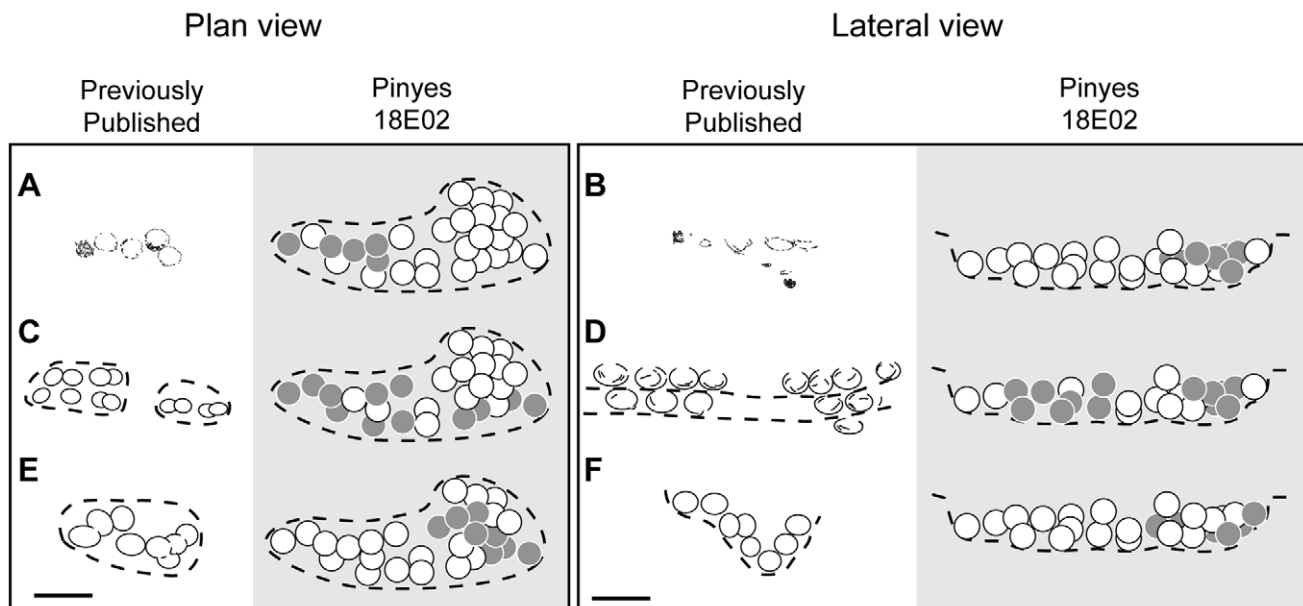 Plan view
Lateral view
Previously
Published
Pinyes
18E02
Previously
Published
Pinyes
18E02
A
B
C
D
E
F